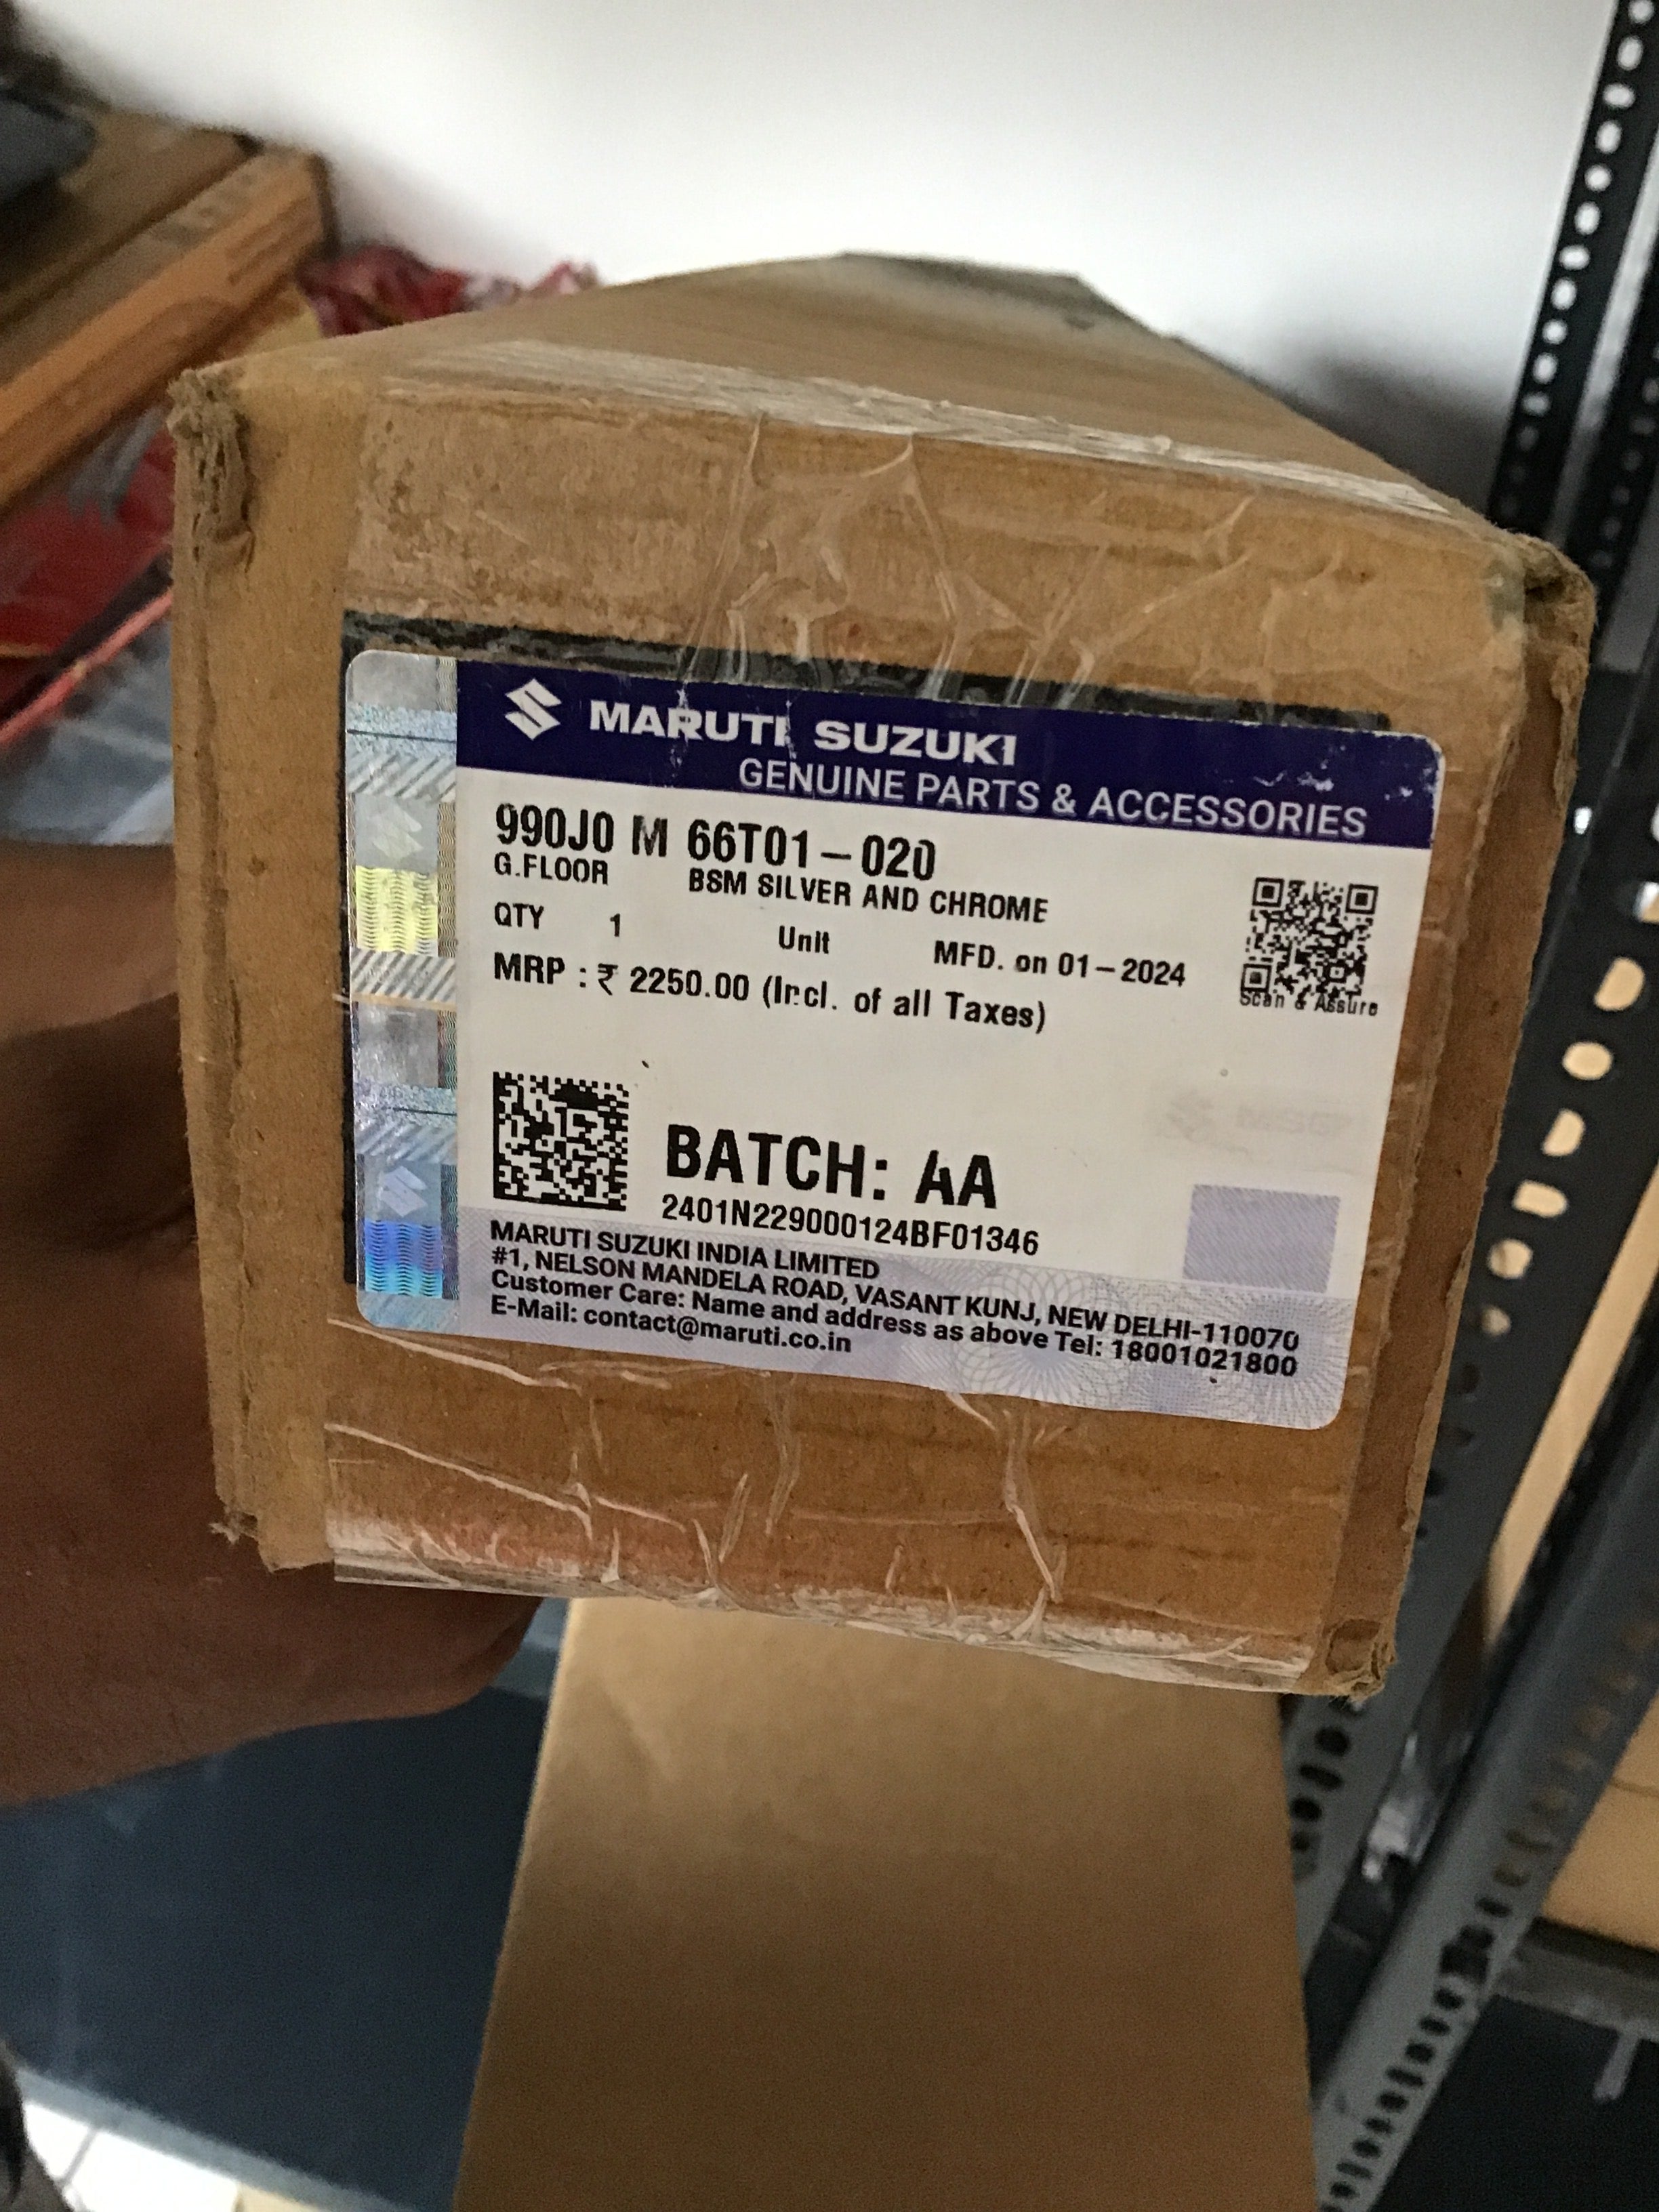 MARUTI SUZUKI
GENUINE PARTS & ACCESSORIES
990J0 M 66T01-020
G.FLOOR BSM SILVER AND CHROME
QTY 1 Unit MFD. on 01-2024
MRP : ₹ 2250.00 (Incl. of all Taxes)
Scan & Assure
BATCH: AA
2401N229000124BF01346
MARUTI SUZUKI INDIA LIMITED
#1, NELSON MANDELA ROAD, VASANT KUNJ, NEW DELHI-110070
Customer Care: Name and address as above Tel: 18001021800
E-Mail: contact@maruti.co.in